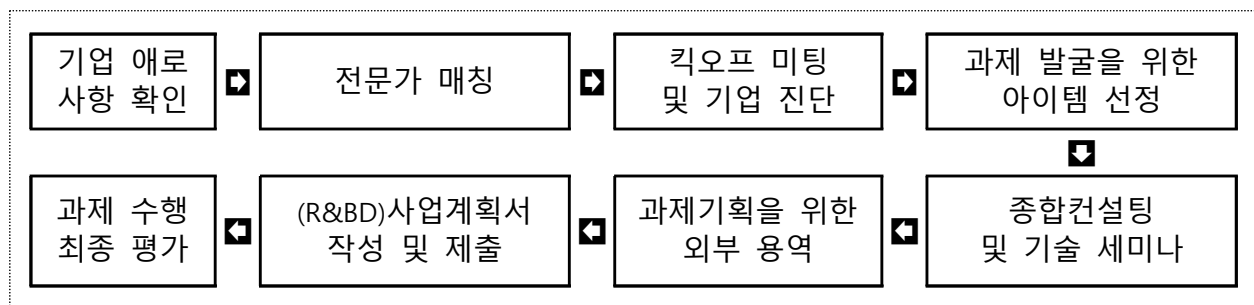 기업 애로
사항 확인
전문가 매칭
킥오프 미팅
및 기업 진단
과제 발굴을 위한
아이템 선정
종합컨설팅
및 기술 세미나
과제기획을 위한
외부 용역
(R&BD)사업계획서
작성 및 제출
과제 수행
최종 평가